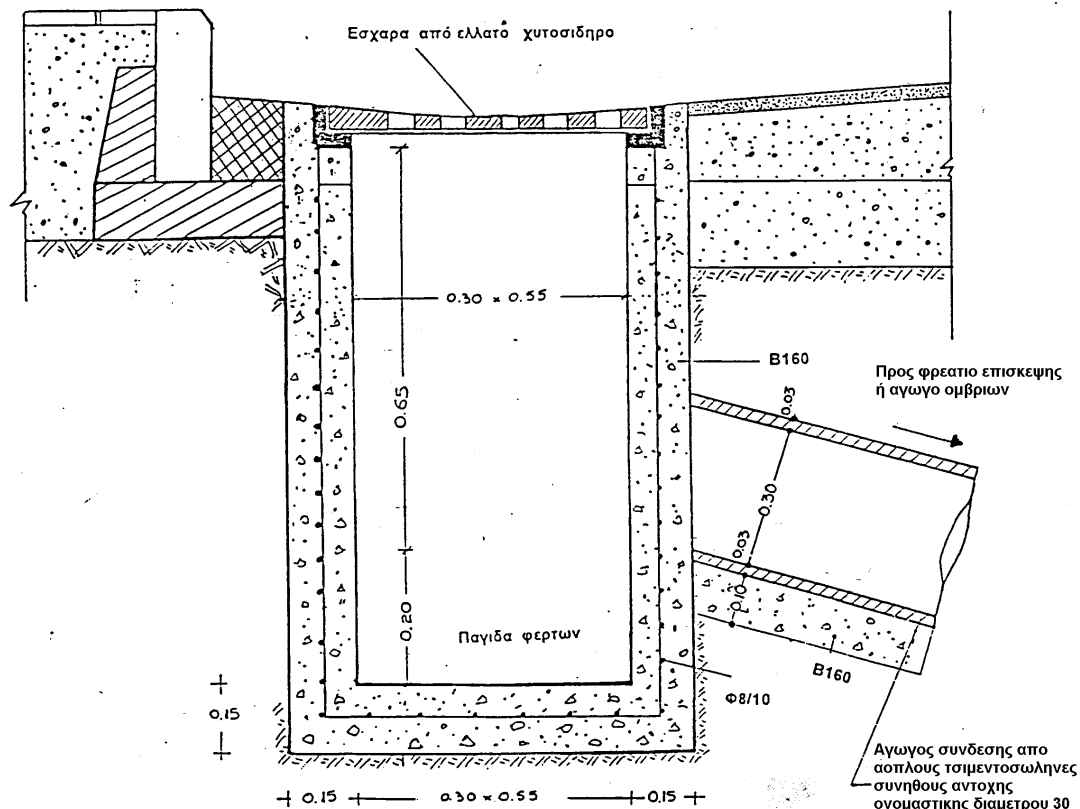 Εσχαρα από ελλατό χυτοσιδηρο
0.30 × 0.55
B160
Προς φρεατιο επισκεψης
ή αγωγο ομβριων
0.65
0.03
0.30
0.03
0.10
0.20
Παγιδα φερτων
B160
Φ8/10
0.15
Αγωγος συνδεσης απο
αοπλους τσιμεντοσωληνες
συνηθους αντοχης
ονομαστικης διαμετρου 30
0.15
0.30 × 0.55
0.15